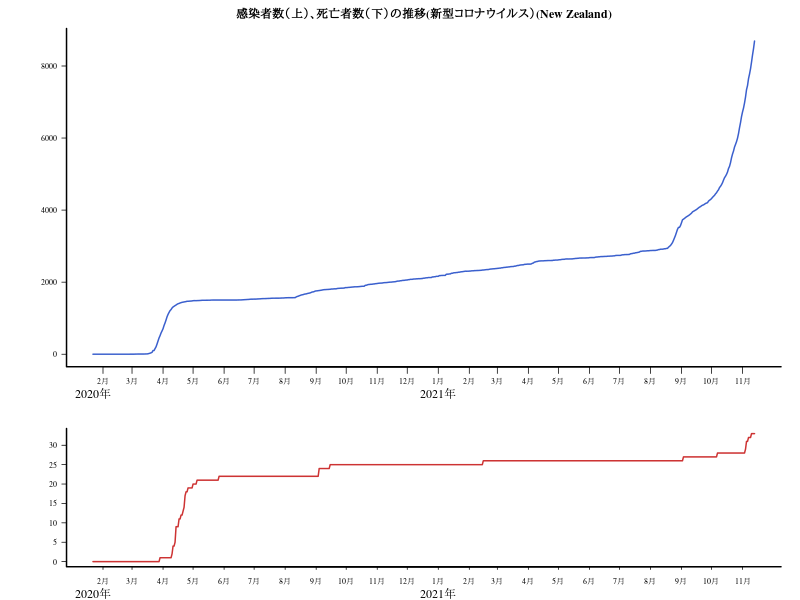 感染者数（上）、死亡者数（下）の推移(新型コロナウイルス)(New Zealand)
8000
6000
4000
2000
0
2月 3月 4月 5月 6月 7月 8月 9月 10月 11月 12月 1月 2月 3月 4月 5月 6月 7月 8月 9月 10月 11月
2020年 2021年
30
25
20
15
10
5
0
2月 3月 4月 5月 6月 7月 8月 9月 10月 11月 12月 1月 2月 3月 4月 5月 6月 7月 8月 9月 10月 11月
2020年 2021年